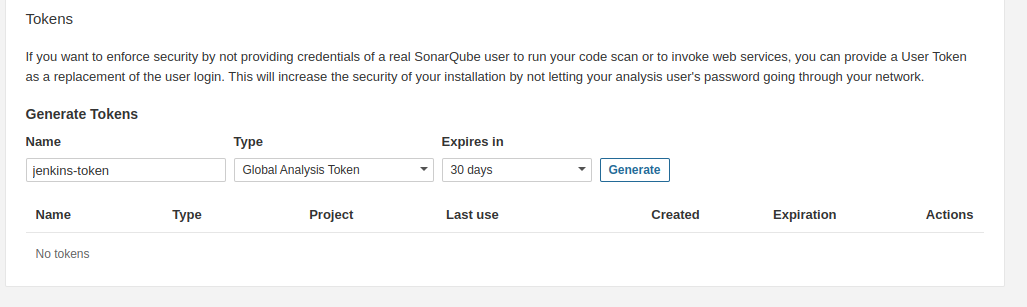 Tokens
If you want to enforce security by not providing credentials of a real SonarQube user to run your code scan or to invoke web services, you can provide a User Token
as a replacement of the user login. This will increase the security of your installation by not letting your analysis user's password going through your network.
Generate Tokens
Name Type Expires in
jenkins-token Global Analysis Token 30 days Generate
Name Type Project Last use Created Expiration Actions
No tokens